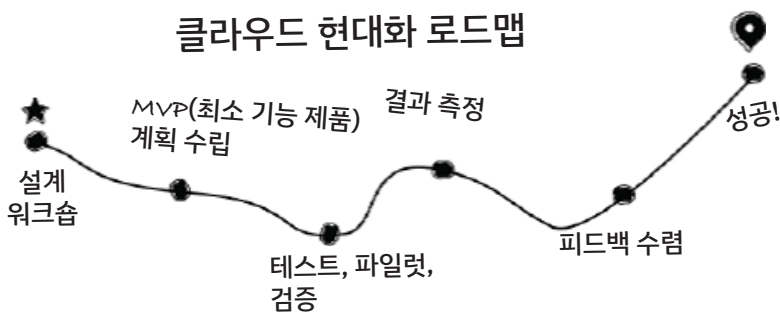 클라우드 현대화 로드맵
설계
워크숍
MVP(최소 기능 제품)
계획 수립
테스트, 파일럿,
검증
결과 측정
피드백 수렴
성공!